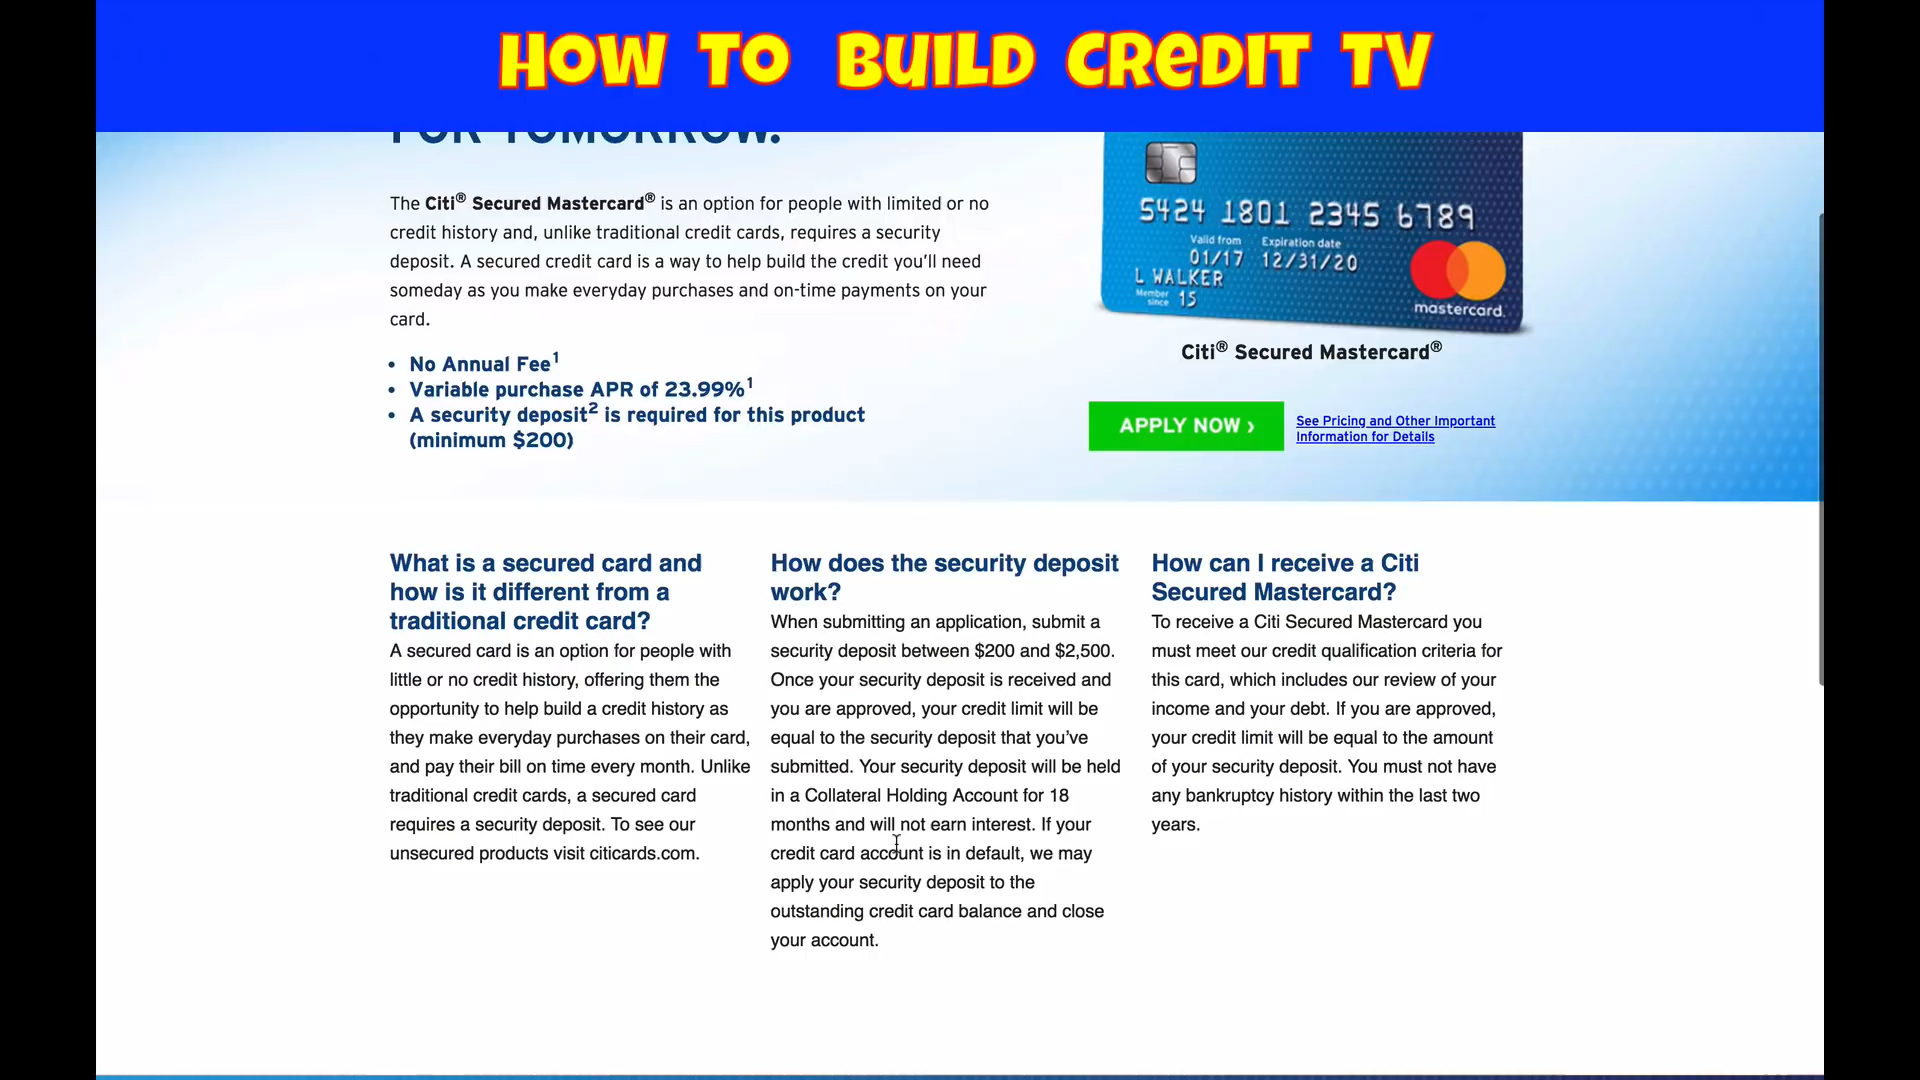 HOW TO BUILD CREDIT TV
FOR TOMORROW.
The Citi® Secured Mastercard® is an option for people with limited or no
credit history and, unlike traditional credit cards, requires a security
deposit. A secured credit card is a way to help build the credit you'll need
someday as you make everyday purchases and on-time payments on your
card.
• No Annual Fee¹
• Variable purchase APR of 23.99%¹
• A security deposit² is required for this product
(minimum $200)
5424 1801 2345 6789
Valid from Expiration date
01/17 12/31/20
L WALKER
Member
since 15
mastercard.
Citi® Secured Mastercard®
APPLY NOW ›
See Pricing and Other Important
Information for Details
What is a secured card and
how is it different from a
traditional credit card?
A secured card is an option for people with
little or no credit history, offering them the
opportunity to help build a credit history as
they make everyday purchases on their card,
and pay their bill on time every month. Unlike
traditional credit cards, a secured card
requires a security deposit. To see our
unsecured products visit citicards.com.
How does the security deposit
work?
When submitting an application, submit a
security deposit between $200 and $2,500.
Once your security deposit is received and
you are approved, your credit limit will be
equal to the security deposit that you've
submitted. Your security deposit will be held
in a Collateral Holding Account for 18
months and will not earn interest. If your
credit card account is in default, we may
apply your security deposit to the
outstanding credit card balance and close
your account.
How can I receive a Citi
Secured Mastercard?
To receive a Citi Secured Mastercard you
must meet our credit qualification criteria for
this card, which includes our review of your
income and your debt. If you are approved,
your credit limit will be equal to the amount
of your security deposit. You must not have
any bankruptcy history within the last two
years.